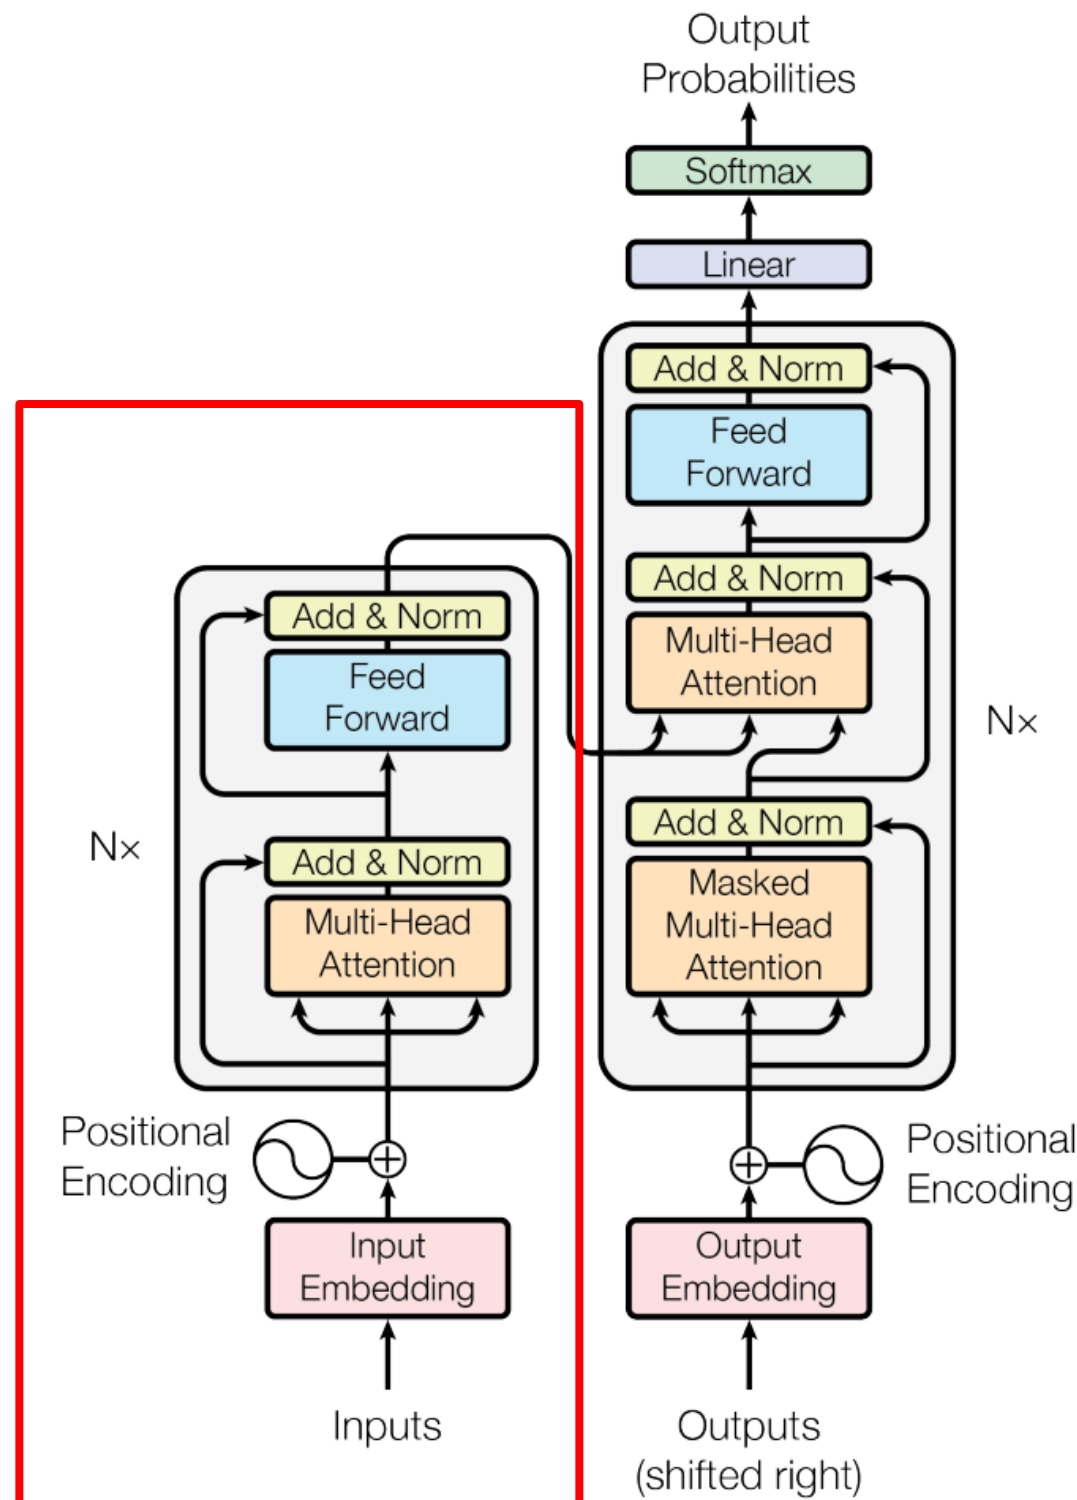 Output
Probabilities
Softmax
Linear
Add & Norm
Feed
Forward
Add & Norm
Multi-Head
Attention
N×
Add & Norm
Masked
Multi-Head
Attention
Positional
Encoding
Output
Embedding
Outputs
(shifted right)
Add & Norm
Feed
Forward
N×
Add & Norm
Multi-Head
Attention
Positional
Encoding
Input
Embedding
Inputs